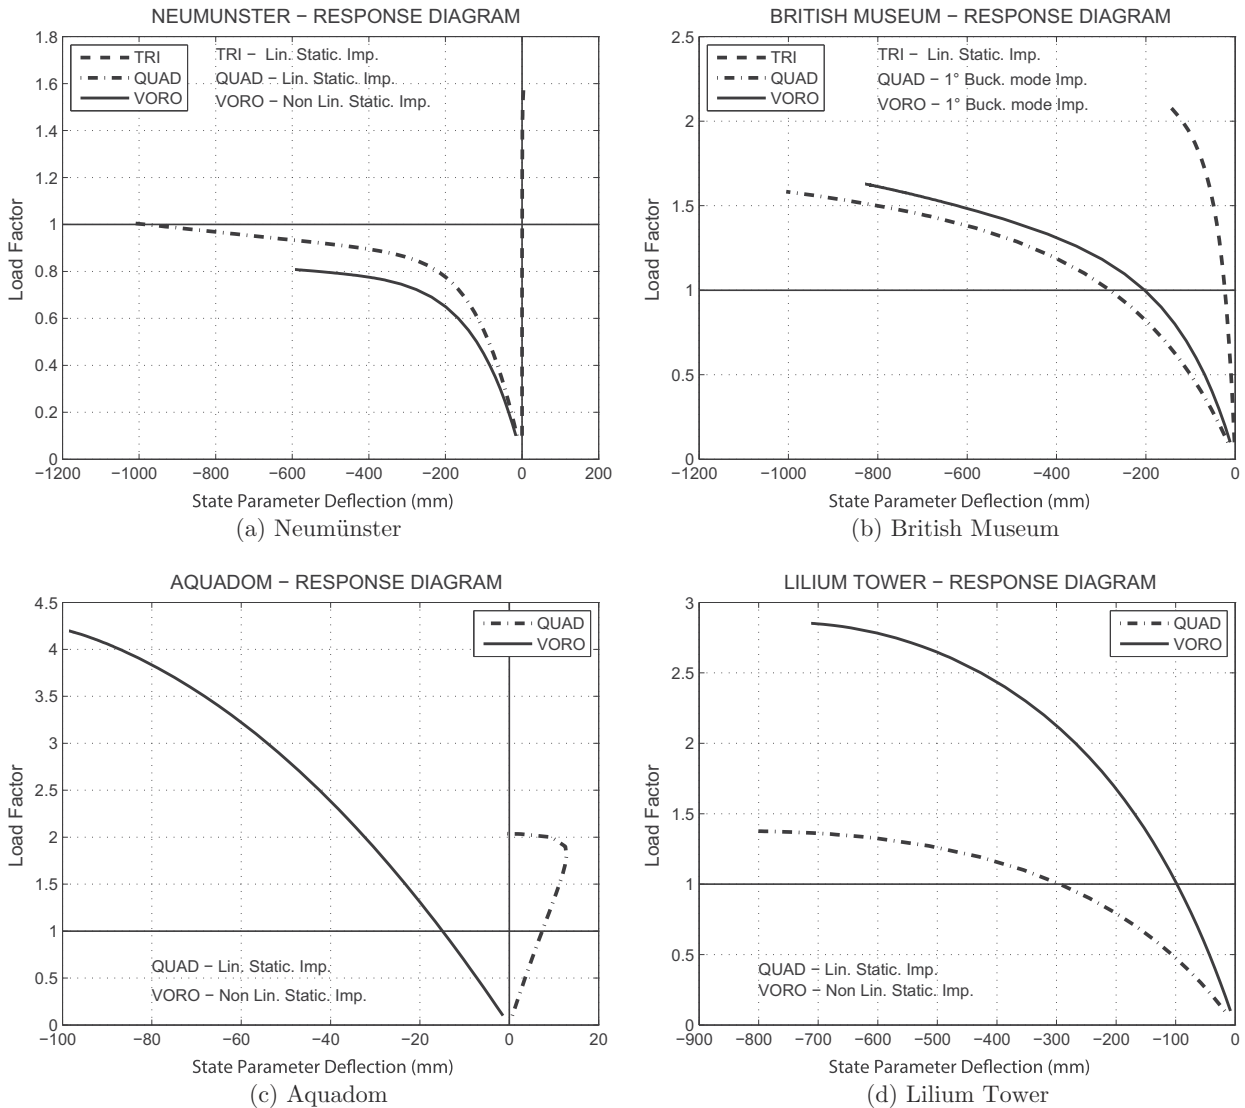 NEUMUNSTER − RESPONSE DIAGRAM
TRI
QUAD
VORO
TRI − Lin. Static. Imp.
QUAD − Lin. Static. Imp.
VORO − Non Lin. Static. Imp.
Load Factor
1.8
1.6
1.4
1.2
1
0.8
0.6
0.4
0.2
0
−1200 −1000 −800 −600 −400 −200 0 200
State Parameter Deflection (mm)
(a) Neumünster
BRITISH MUSEUM − RESPONSE DIAGRAM
TRI
QUAD
VORO
TRI − Lin. Static. Imp.
QUAD − 1° Buck. mode Imp.
VORO − 1° Buck. mode Imp.
Load Factor
2.5
2
1.5
1
0.5
0
−1200 −1000 −800 −600 −400 −200 0
State Parameter Deflection (mm)
(b) British Museum
AQUADOM − RESPONSE DIAGRAM
QUAD
VORO
Load Factor
4.5
4
3.5
3
2.5
2
1.5
1
0.5
0
QUAD − Lin. Static. Imp.
VORO − Non Lin. Static. Imp.
−100 −80 −60 −40 −20 0 20
State Parameter Deflection (mm)
(c) Aquadom
LILIUM TOWER − RESPONSE DIAGRAM
QUAD
VORO
Load Factor
3
2.5
2
1.5
1
0.5
0
QUAD − Lin. Static. Imp.
VORO − Non Lin. Static. Imp.
−900 −800 −700 −600 −500 −400 −300 −200 −100 0
State Parameter Deflection (mm)
(d) Lilium Tower